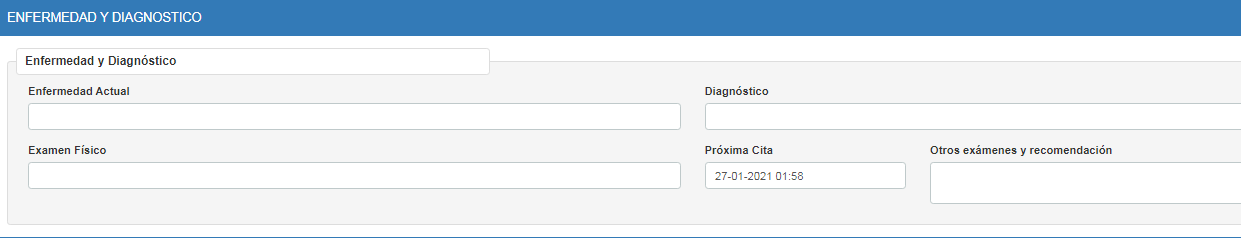 ENFERMEDAD Y DIAGNOSTICO
Enfermedad y Diagnóstico
Enfermedad Actual
Diagnóstico
Examen Físico
Próxima Cita
Otros exámenes y recomendación
27-01-2021 01:58